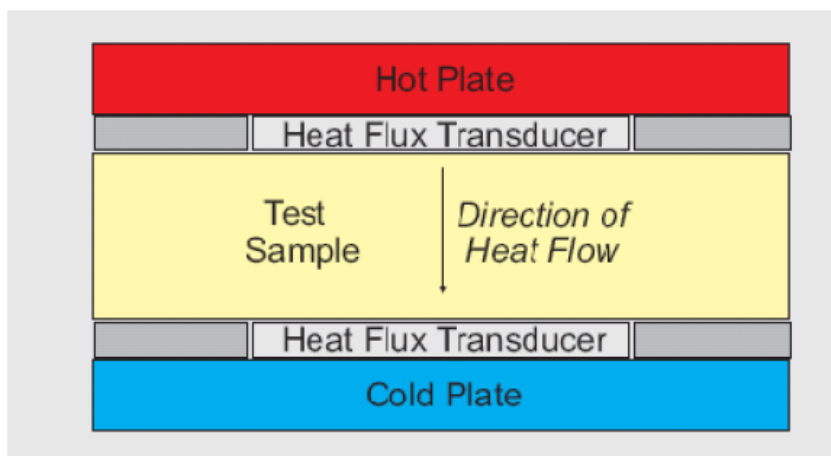 Hot Plate
Heat Flux Transducer
Test
Sample
Direction of
Heat Flow
Heat Flux Transducer
Cold Plate